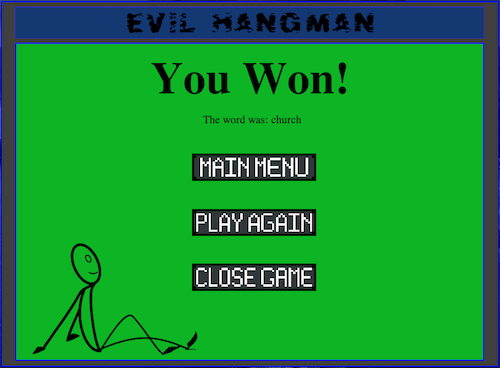 EVIL HANGMAN
You Won!
The word was: church
MAIN MENU
PLAY AGAIN
CLOSE GAME